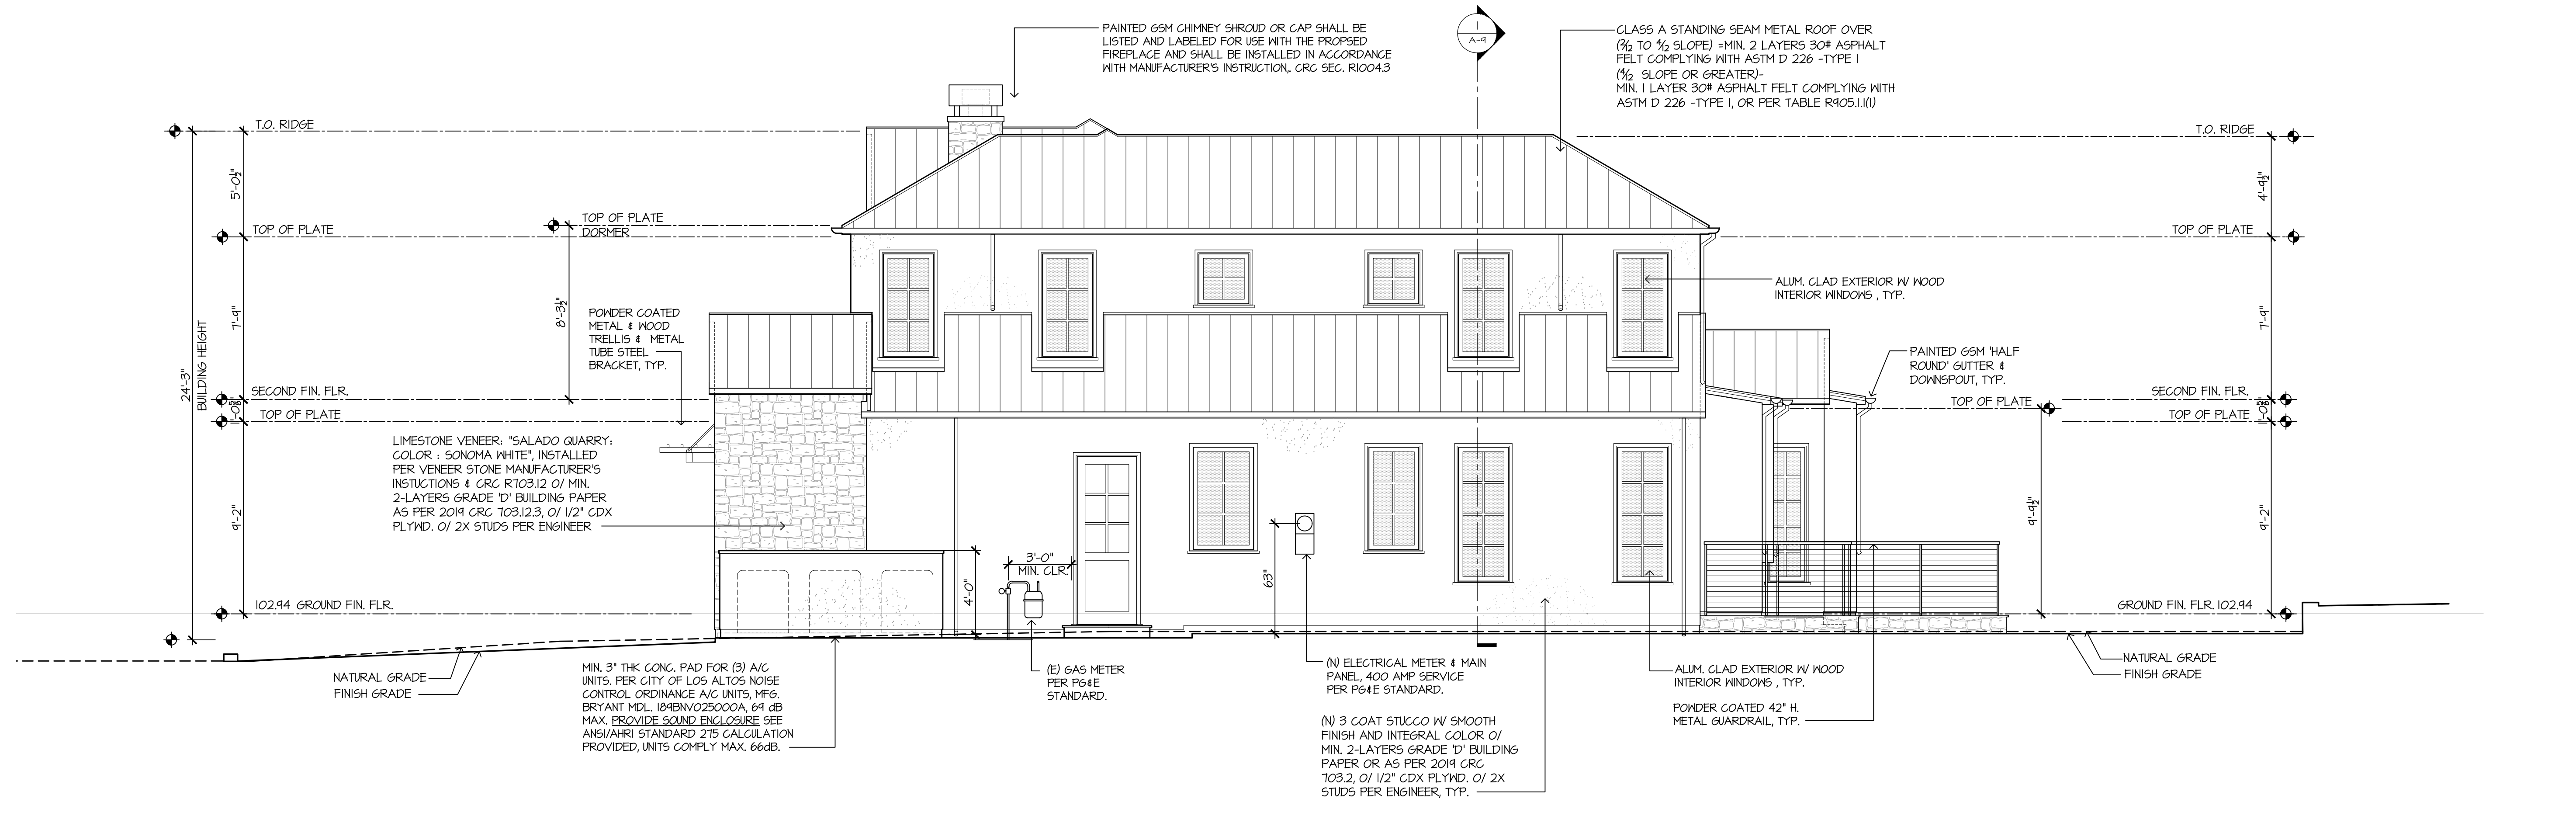 PAINTED GSM CHIMNEY SHROUD OR CAP SHALL BE
LISTED AND LABELED FOR USE WITH THE PROPSED
FIREPLACE AND SHALL BE INSTALLED IN ACCORDANCE
WITH MANUFACTURER'S INSTRUCTION,. CRC SEC. R1004.3
A-9
CLASS A STANDING SEAM METAL ROOF OVER
(3/12 TO 4/12 SLOPE) =MIN. 2 LAYERS 30# ASPHALT
FELT COMPLYING WITH ASTM D 226 -TYPE 1
(4/12 SLOPE OR GREATER)-
MIN. 1 LAYER 30# ASPHALT FELT COMPLYING WITH
ASTM D 226 -TYPE 1, OR PER TABLE R905.1.1(1)
T.O. RIDGE
T.O. RIDGE
5'-0½"
4'-9½"
TOP OF PLATE
TOP OF PLATE
DORMER
TOP OF PLATE
7'-9"
8'-3½"
24'-3"
BUILDING HEIGHT
POWDER COATED
METAL & WOOD
TRELLIS & METAL
TUBE STEEL
BRACKET, TYP.
ALUM. CLAD EXTERIOR W/ WOOD
INTERIOR WINDOWS , TYP.
7'-9"
PAINTED GSM 'HALF
ROUND' GUTTER &
DOWNSPOUT, TYP.
SECOND FIN. FLR.
TOP OF PLATE
SECOND FIN. FLR.
TOP OF PLATE
TOP OF PLATE
LIMESTONE VENEER: "SALADO QUARRY:
COLOR : SONOMA WHITE", INSTALLED
PER VENEER STONE MANUFACTURER'S
INSTUCTIONS & CRC R703.12 O/ MIN.
2-LAYERS GRADE 'D' BUILDING PAPER
AS PER 2019 CRC 703.12.3, O/ 1/2" CDX
PLYWD. O/ 2X STUDS PER ENGINEER
9'-2"
9'-9½"
9'-2"
3'-0"
MIN. CLR.
4'-0"
63"
102.94 GROUND FIN. FLR.
GROUND FIN. FLR. 102.94
NATURAL GRADE
FINISH GRADE
MIN. 3" THK CONC. PAD FOR (3) A/C
UNITS. PER CITY OF LOS ALTOS NOISE
CONTROL ORDINANCE A/C UNITS, MFG.
BRYANT MDL. 189BNV025000A, 69 dB
MAX. PROVIDE SOUND ENCLOSURE SEE
ANSI/AHRI STANDARD 275 CALCULATION
PROVIDED, UNITS COMPLY MAX. 66dB.
(E) GAS METER
PER PG&E
STANDARD.
(N) ELECTRICAL METER & MAIN
PANEL, 400 AMP SERVICE
PER PG&E STANDARD.
(N) 3 COAT STUCCO W/ SMOOTH
FINISH AND INTEGRAL COLOR O/
MIN. 2-LAYERS GRADE 'D' BUILDING
PAPER OR AS PER 2019 CRC
703.2, O/ 1/2" CDX PLYWD. O/ 2X
STUDS PER ENGINEER, TYP.
ALUM. CLAD EXTERIOR W/ WOOD
INTERIOR WINDOWS , TYP.
POWDER COATED 42" H.
METAL GUARDRAIL, TYP.
NATURAL GRADE
FINISH GRADE